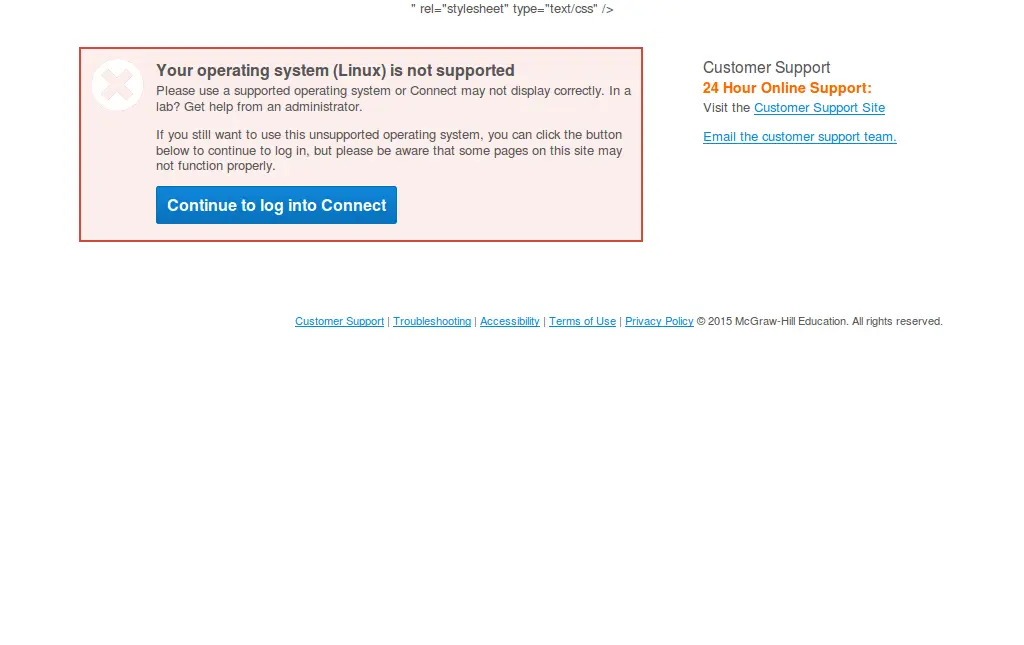 " rel="stylesheet" type="text/css" />
Your operating system (Linux) is not supported
Please use a supported operating system or Connect may not display correctly. In a
lab? Get help from an administrator.
If you still want to use this unsupported operating system, you can click the button
below to continue to log in, but please be aware that some pages on this site may
not function properly.
Continue to log into Connect
Customer Support
24 Hour Online Support:
Visit the Customer Support Site
Email the customer support team.
Customer Support | Troubleshooting | Accessibility | Terms of Use | Privacy Policy © 2015 McGraw-Hill Education. All rights reserved.